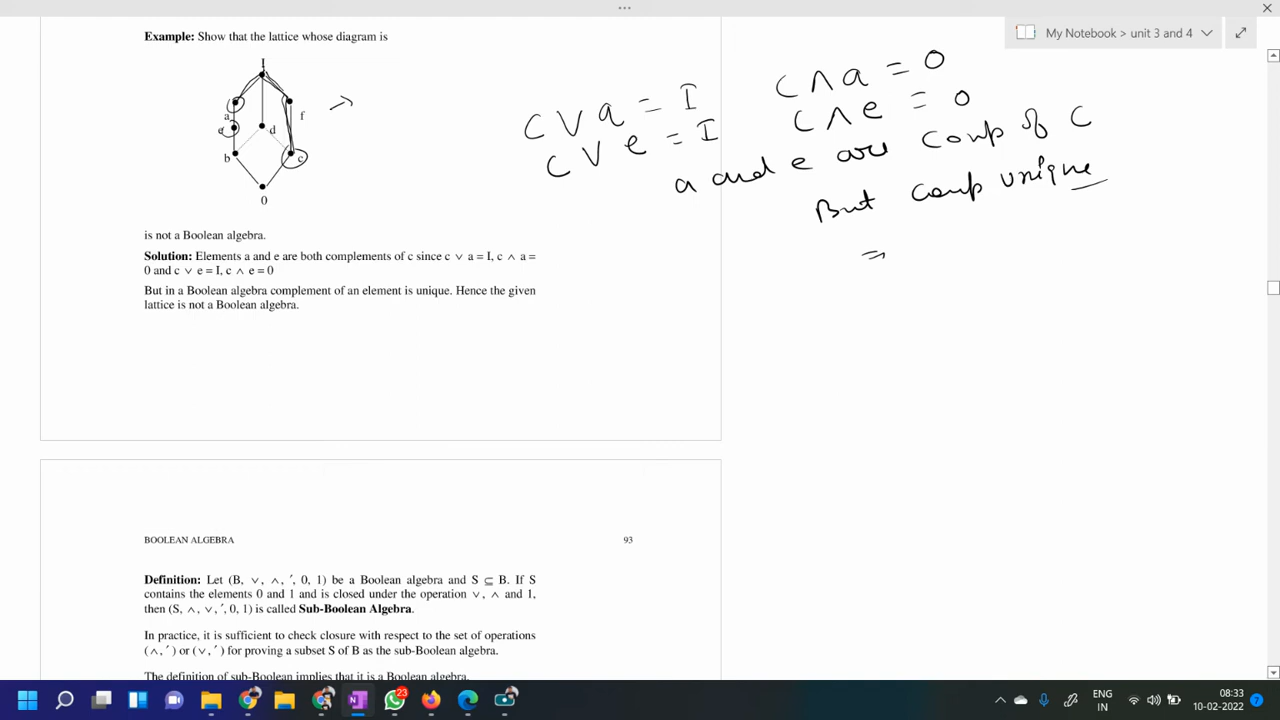 My Notebook > unit 3 and 4
Example: Show that the lattice whose diagram is
I
a
f
e
d
b
c
0
C ∨ a = I
C ∧ a = 0
C ∨ e = I
C ∧ e = 0
a and e are comp of C
But comp unique
=
is not a Boolean algebra.
Solution: Elements a and e are both complements of c since c ∨ a = I, c ∧ a =
0 and c ∨ e = I, c ∧ e = 0
But in a Boolean algebra complement of an element is unique. Hence the given
lattice is not a Boolean algebra.
BOOLEAN ALGEBRA 93
Definition: Let (B, ∨, ∧, ′, 0, 1) be a Boolean algebra and S ⊆ B. If S
contains the elements 0 and 1 and is closed under the operation ∨, ∧ and 1,
then (S, ∧, ∨, ′, 0, 1) is called Sub-Boolean Algebra.
In practice, it is sufficient to check closure with respect to the set of operations
(∧, ′) or (∨, ′) for proving a subset S of B as the sub-Boolean algebra.
The definition of sub-Boolean implies that it is a Boolean algebra.
23
ENG
IN
08:33
10-02-2022
7